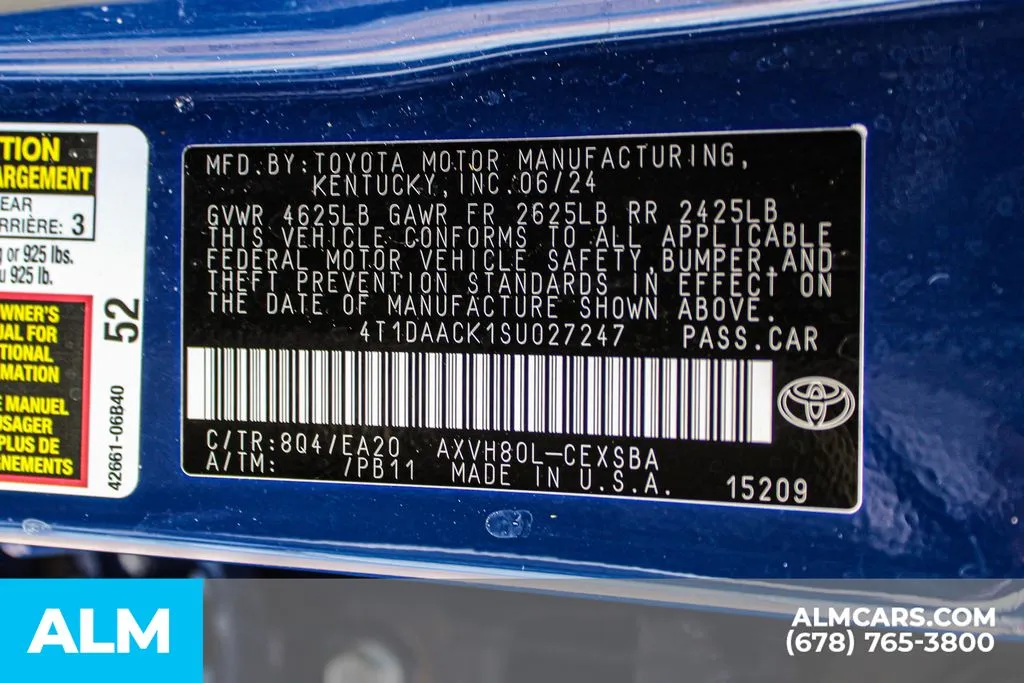 TION
ARGEMENT
EAR
RRIÈRE: 3
g or 925 lbs.
u 925 lb.
OWNER'S
UAL FOR
TIONAL
MATION
E MANUEL
USAGER
PLUS DE
GNEMENTS
52
42661-06B40
MFD.BY:TOYOTA MOTOR MANUFACTURING,
KENTUCKY,INC.06/24
GVWR 4625LB GAWR FR 2625LB RR 2425LB
THIS VEHICLE CONFORMS TO ALL APPLICABLE
FEDERAL MOTOR VEHICLE SAFETY,BUMPER,AND
THEFT PREVENTION STANDARDS IN EFFECT ON
THE DATE OF MANUFACTURE SHOWN ABOVE.
4T1DAACK1SU027247 PASS.CAR
C/TR:8Q4/EA20 AXVH80L-CEXSBA
A/TM: /PB11 MADE IN U.S.A. 15209
ALM
ALMCARS.COM
(678) 765-3800